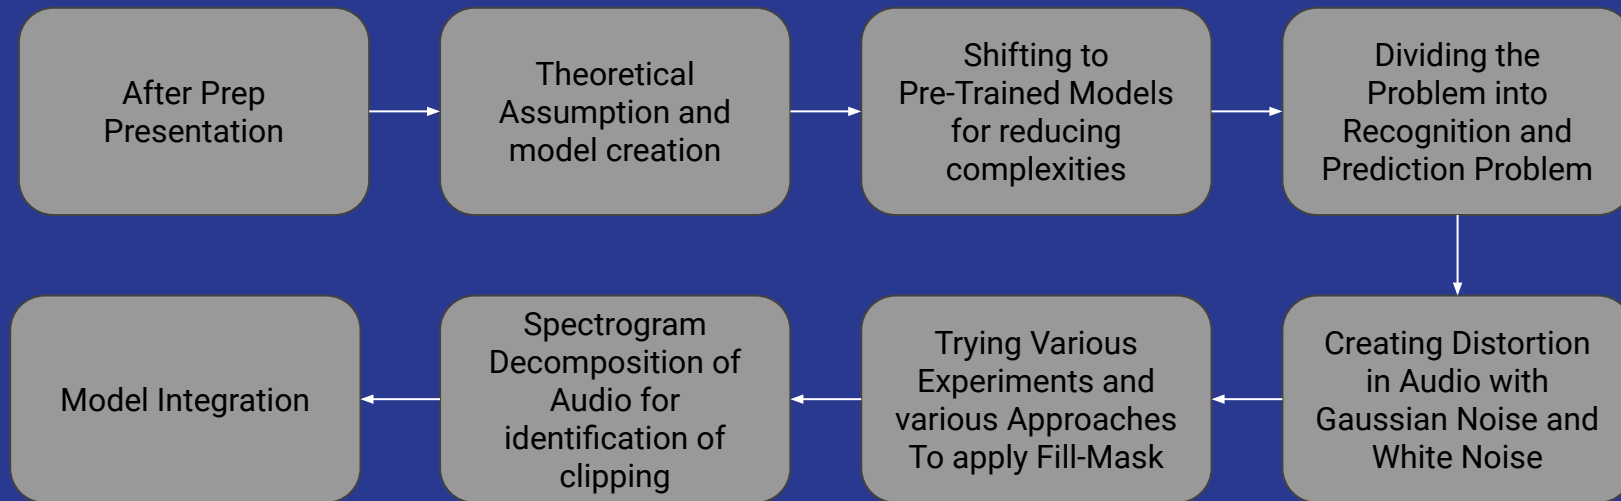 After Prep
Presentation
Theoretical
Assumption and
model creation
Shifting to
Pre-Trained Models
for reducing
complexities
Dividing the
Problem into
Recognition and
Prediction Problem
Creating Distortion
in Audio with
Gaussian Noise and
White Noise
Trying Various
Experiments and
various Approaches
To apply Fill-Mask
Spectrogram
Decomposition of
Audio for
identification of
clipping
Model Integration